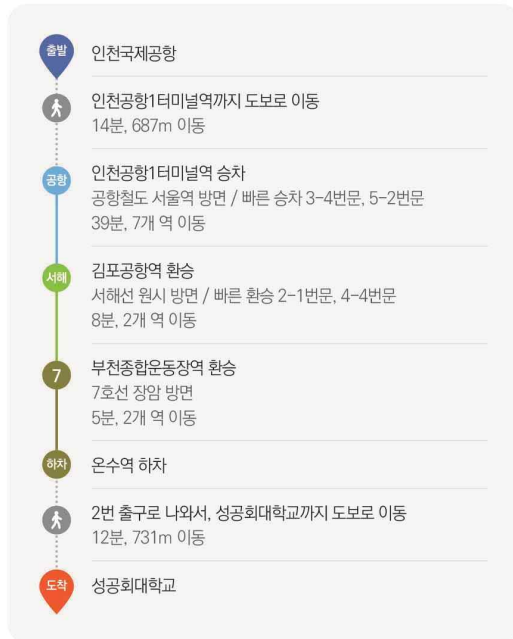 출발
인천국제공항
인천공항1터미널역까지 도보로 이동
14분, 687m 이동
공항
인천공항1터미널역 승차
공항철도 서울역 방면 / 빠른 승차 3-4번문, 5-2번문
39분, 7개 역 이동
서해
김포공항역 환승
서해선 원시 방면 / 빠른 환승 2-1번문, 4-4번문
8분, 2개 역 이동
7
부천종합운동장역 환승
7호선 장암 방면
5분, 2개 역 이동
하차
온수역 하차
2번 출구로 나와서, 성공회대학교까지 도보로 이동
12분, 731m 이동
도착
성공회대학교